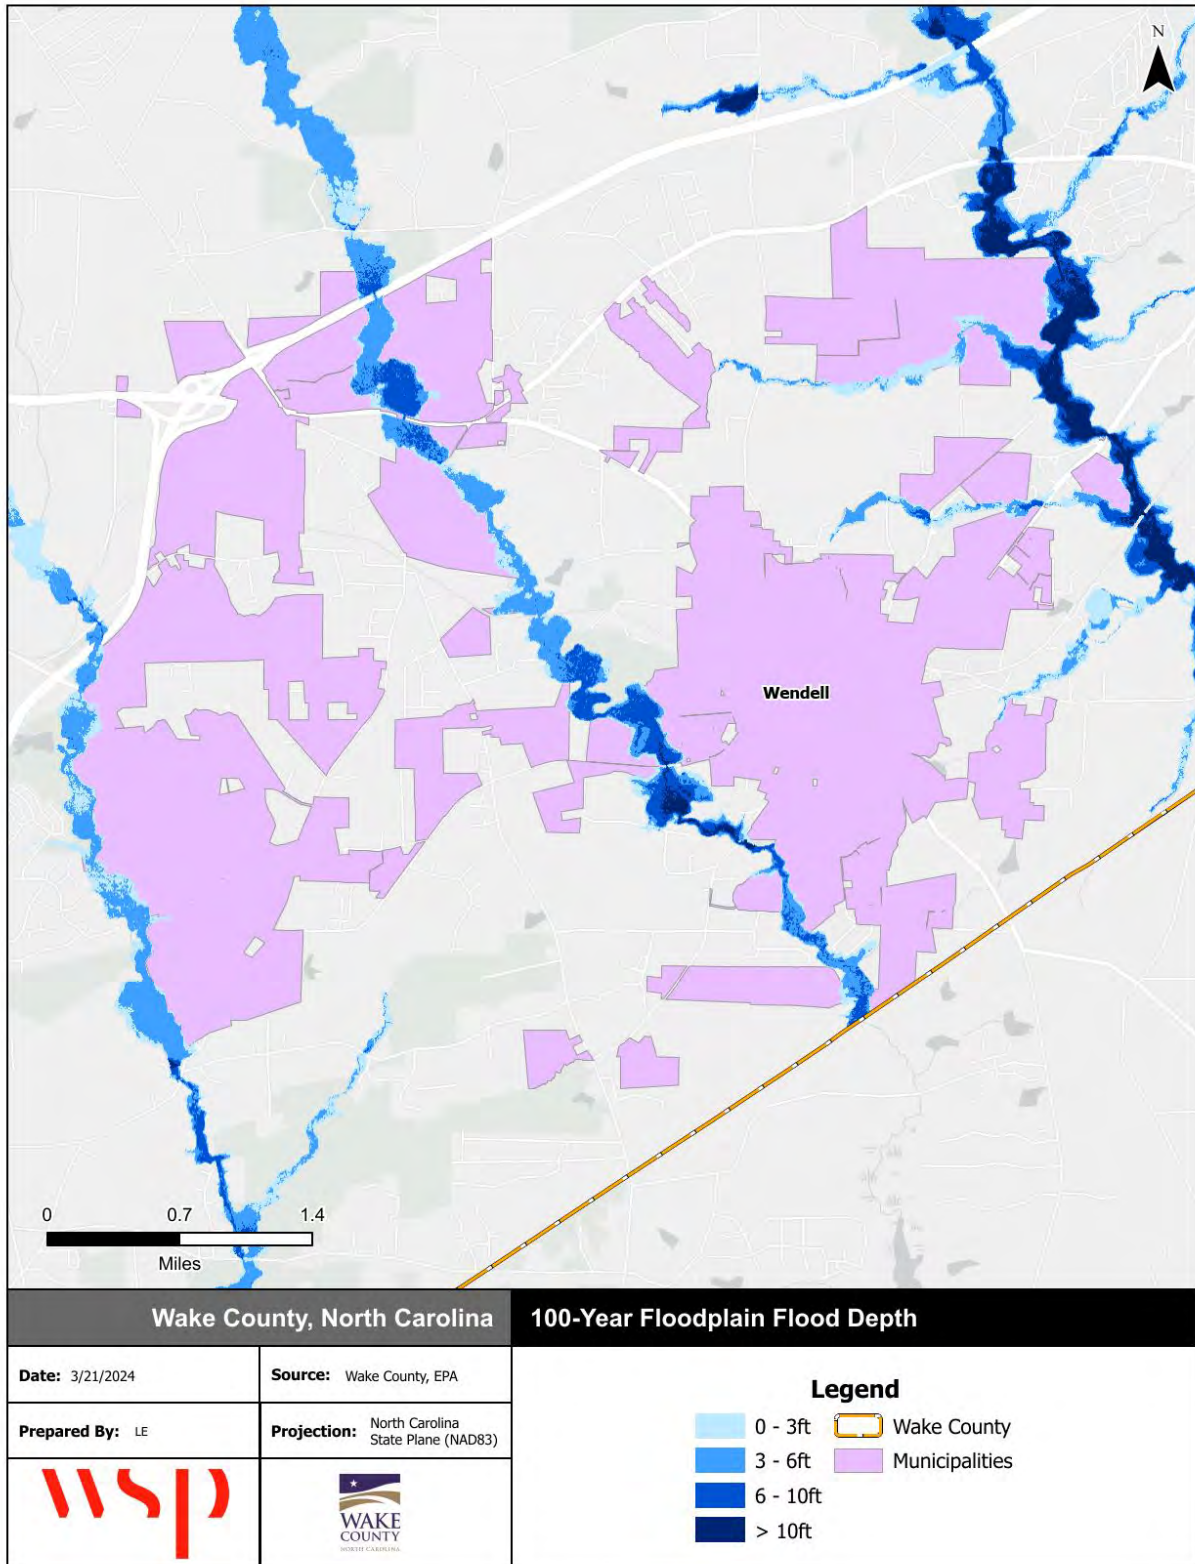 N
Wendell
0 0.7 1.4
Miles
Wake County, North Carolina
100-Year Floodplain Flood Depth
Date: 3/21/2024
Source: Wake County, EPA
Prepared By: LE
Projection: North Carolina
State Plane (NAD83)
wsp
WAKE
COUNTY
NORTH CAROLINA
Legend
0 - 3ft
3 - 6ft
6 - 10ft
> 10ft
Wake County
Municipalities